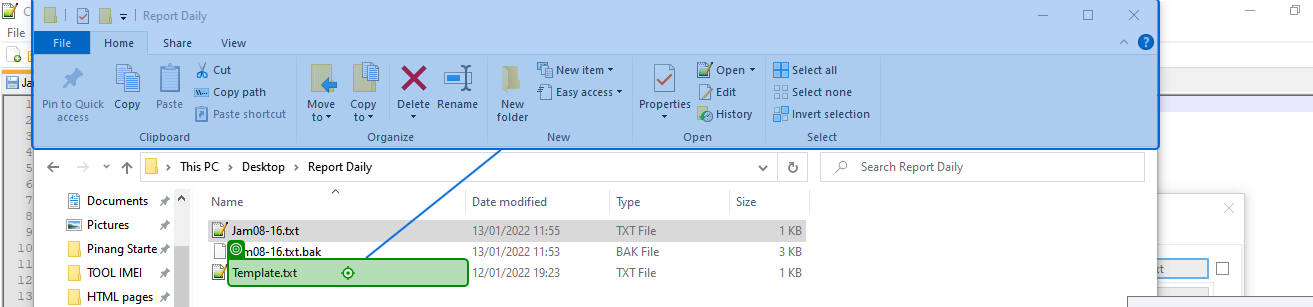 Report Daily
File
File Home Share View
Pin to Quick access
Copy
Paste
Cut
Copy path
Paste shortcut
Clipboard
Move to
Copy to
Delete
Rename
Organize
New folder
New item
Easy access
New
Properties
Open
Edit
History
Open
Select all
Select none
Invert selection
Select
1
2
3
4
5
6
7
8
9
10
11
12
13
This PC > Desktop > Report Daily
Search Report Daily
Documents
Pictures
Pinang Starte
TOOL IMEI
HTML pages
Name Date modified Type Size
Jam08-16.txt 13/01/2022 11:55 TXT File 1 KB
m08-16.txt.bak 13/01/2022 11:53 BAK File 3 KB
Template.txt 12/01/2022 19:23 TXT File 1 KB